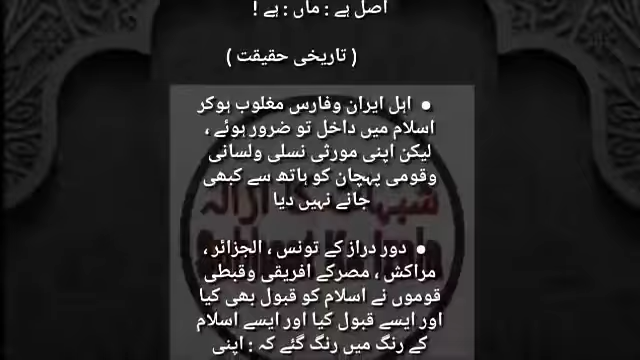 اصل ہے : ماں : ہے !
( تاریخی حقیقت )
● اہل ایران وفارس مغلوب ہوکر
اسلام میں داخل تو ضرور ہوئے ،
لیکن اپنی مورثی نسلی ولسانی
وقومی پہچان کو ہاتھ سے کبھی
جانے نہیں دیا
● دور دراز کے تونس ، الجزائر ،
مراکش ، مصرکے افریقی وقبطی
قوموں نے اسلام کو قبول بھی کیا
اور ایسے قبول کیا اور ایسے اسلام
کے رنگ میں رنگ گئے کہ : اپنی